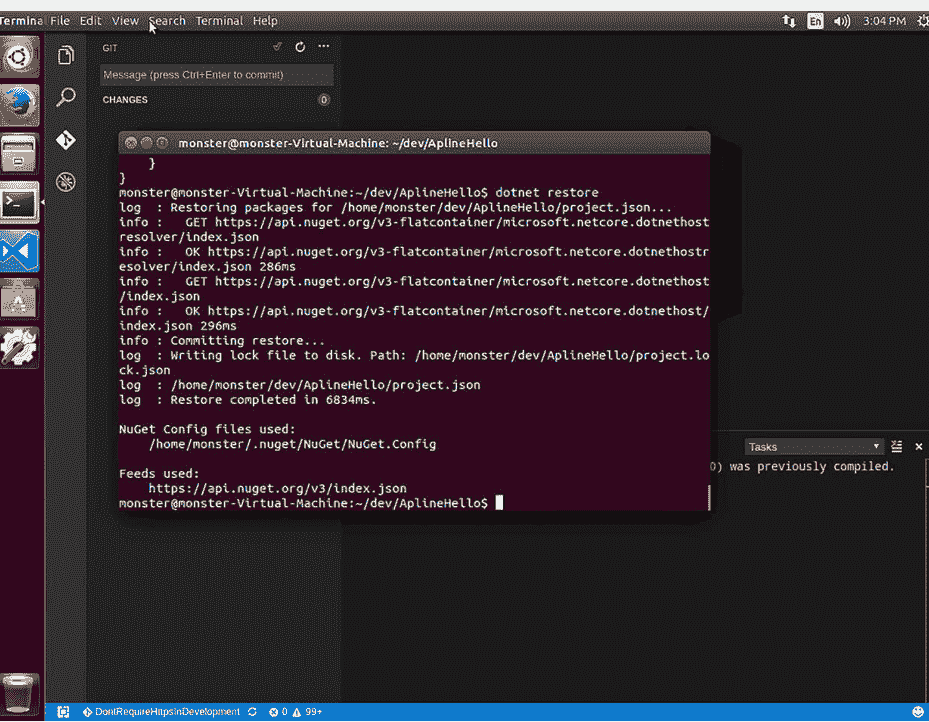 Terminal File Edit View Search Terminal Help
En 3:04 PM
GIT
Message (press Ctrl+Enter to commit)
CHANGES 0
monster@monster-Virtual-Machine: ~/dev/AplineHello
}
}
monster@monster-Virtual-Machine:~/dev/AplineHello$ dotnet restore
log : Restoring packages for /home/monster/dev/AplineHello/project.json...
info : GET https://api.nuget.org/v3-flatcontainer/microsoft.netcore.dotnethost
resolver/index.json
info : OK https://api.nuget.org/v3-flatcontainer/microsoft.netcore.dotnethostr
esolver/index.json 286ms
info : GET https://api.nuget.org/v3-flatcontainer/microsoft.netcore.dotnethost
/index.json
info : OK https://api.nuget.org/v3-flatcontainer/microsoft.netcore.dotnethost/
index.json 296ms
info : Committing restore...
log : Writing lock file to disk. Path: /home/monster/dev/AplineHello/project.lo
ck.json
log : /home/monster/dev/AplineHello/project.json
log : Restore completed in 6834ms.
NuGet Config files used:
/home/monster/.nuget/NuGet/NuGet.Config
Feeds used:
https://api.nuget.org/v3/index.json
monster@monster-Virtual-Machine:~/dev/AplineHello$
Tasks
0) was previously compiled.
DontRequireHttpsInDevelopment 0 99+